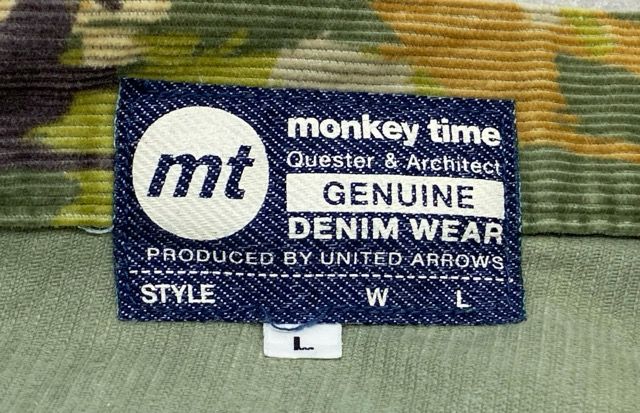 mt
monkey time
Quester & Architect
GENUINE
DENIM WEAR
PRODUCED BY UNITED ARROWS
STYLE W L
L